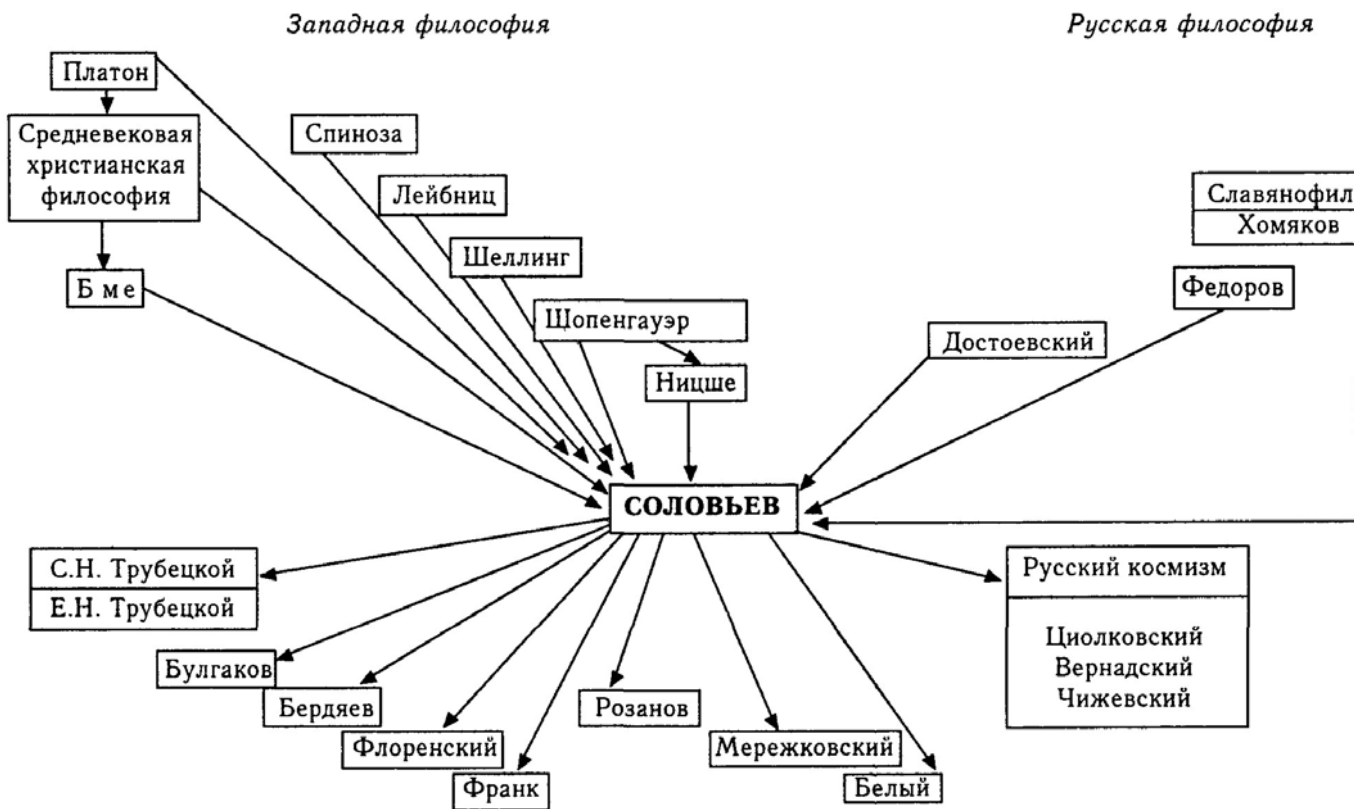 Западная философия
Русская философия
Платон
Средневековая
христианская
философия
Б ме
Спиноза
Лейбниц
Шеллинг
Шопенгауэр
Ницше
Славянофил
Хомяков
Федоров
Достоевский
СОЛОВЬЕВ
С.Н. Трубецкой
Е.Н. Трубецкой
Булгаков
Бердяев
Флоренский
Франк
Розанов
Мережковский
Белый
Русский космизм
Циолковский
Вернадский
Чижевский